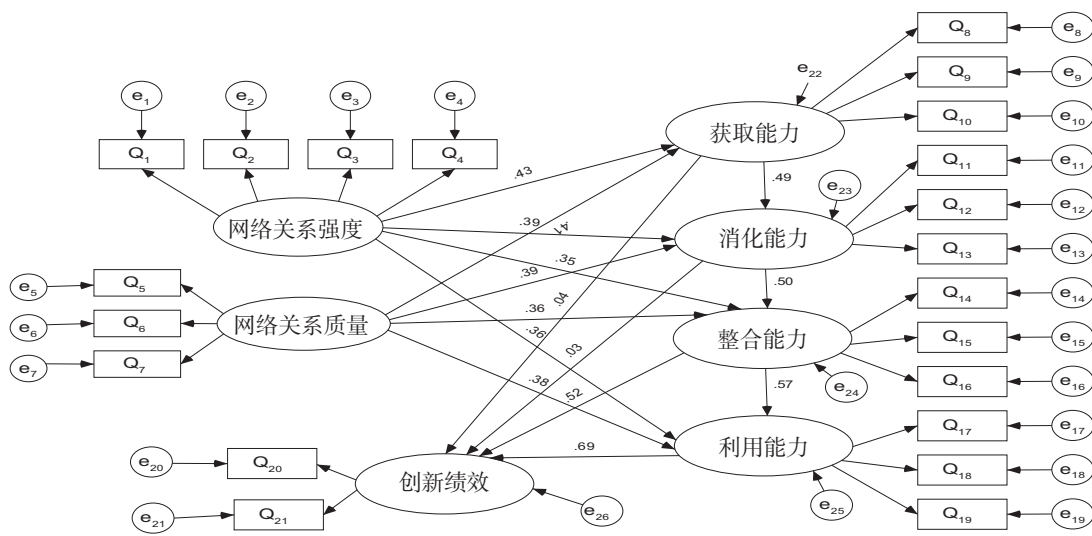 Q8
e8
e22
Q9
e9
e1
e2
e3
e4
Q10
e10
获取能力
Q1
Q2
Q3
Q4
Q11
e11
.43
.49
e23
Q12
e12
网络关系强度
.39
.41
消化能力
Q13
e13
e5
Q5
.39
.35
.50
Q14
e14
.04
e6
Q6
网络关系质量
.36
.36
整合能力
Q15
e15
e7
Q7
.03
Q16
e16
.38
.52
.57
e24
Q17
e17
.69
利用能力
e20
Q20
Q18
e18
创新绩效
e25
e21
Q21
e26
Q19
e19